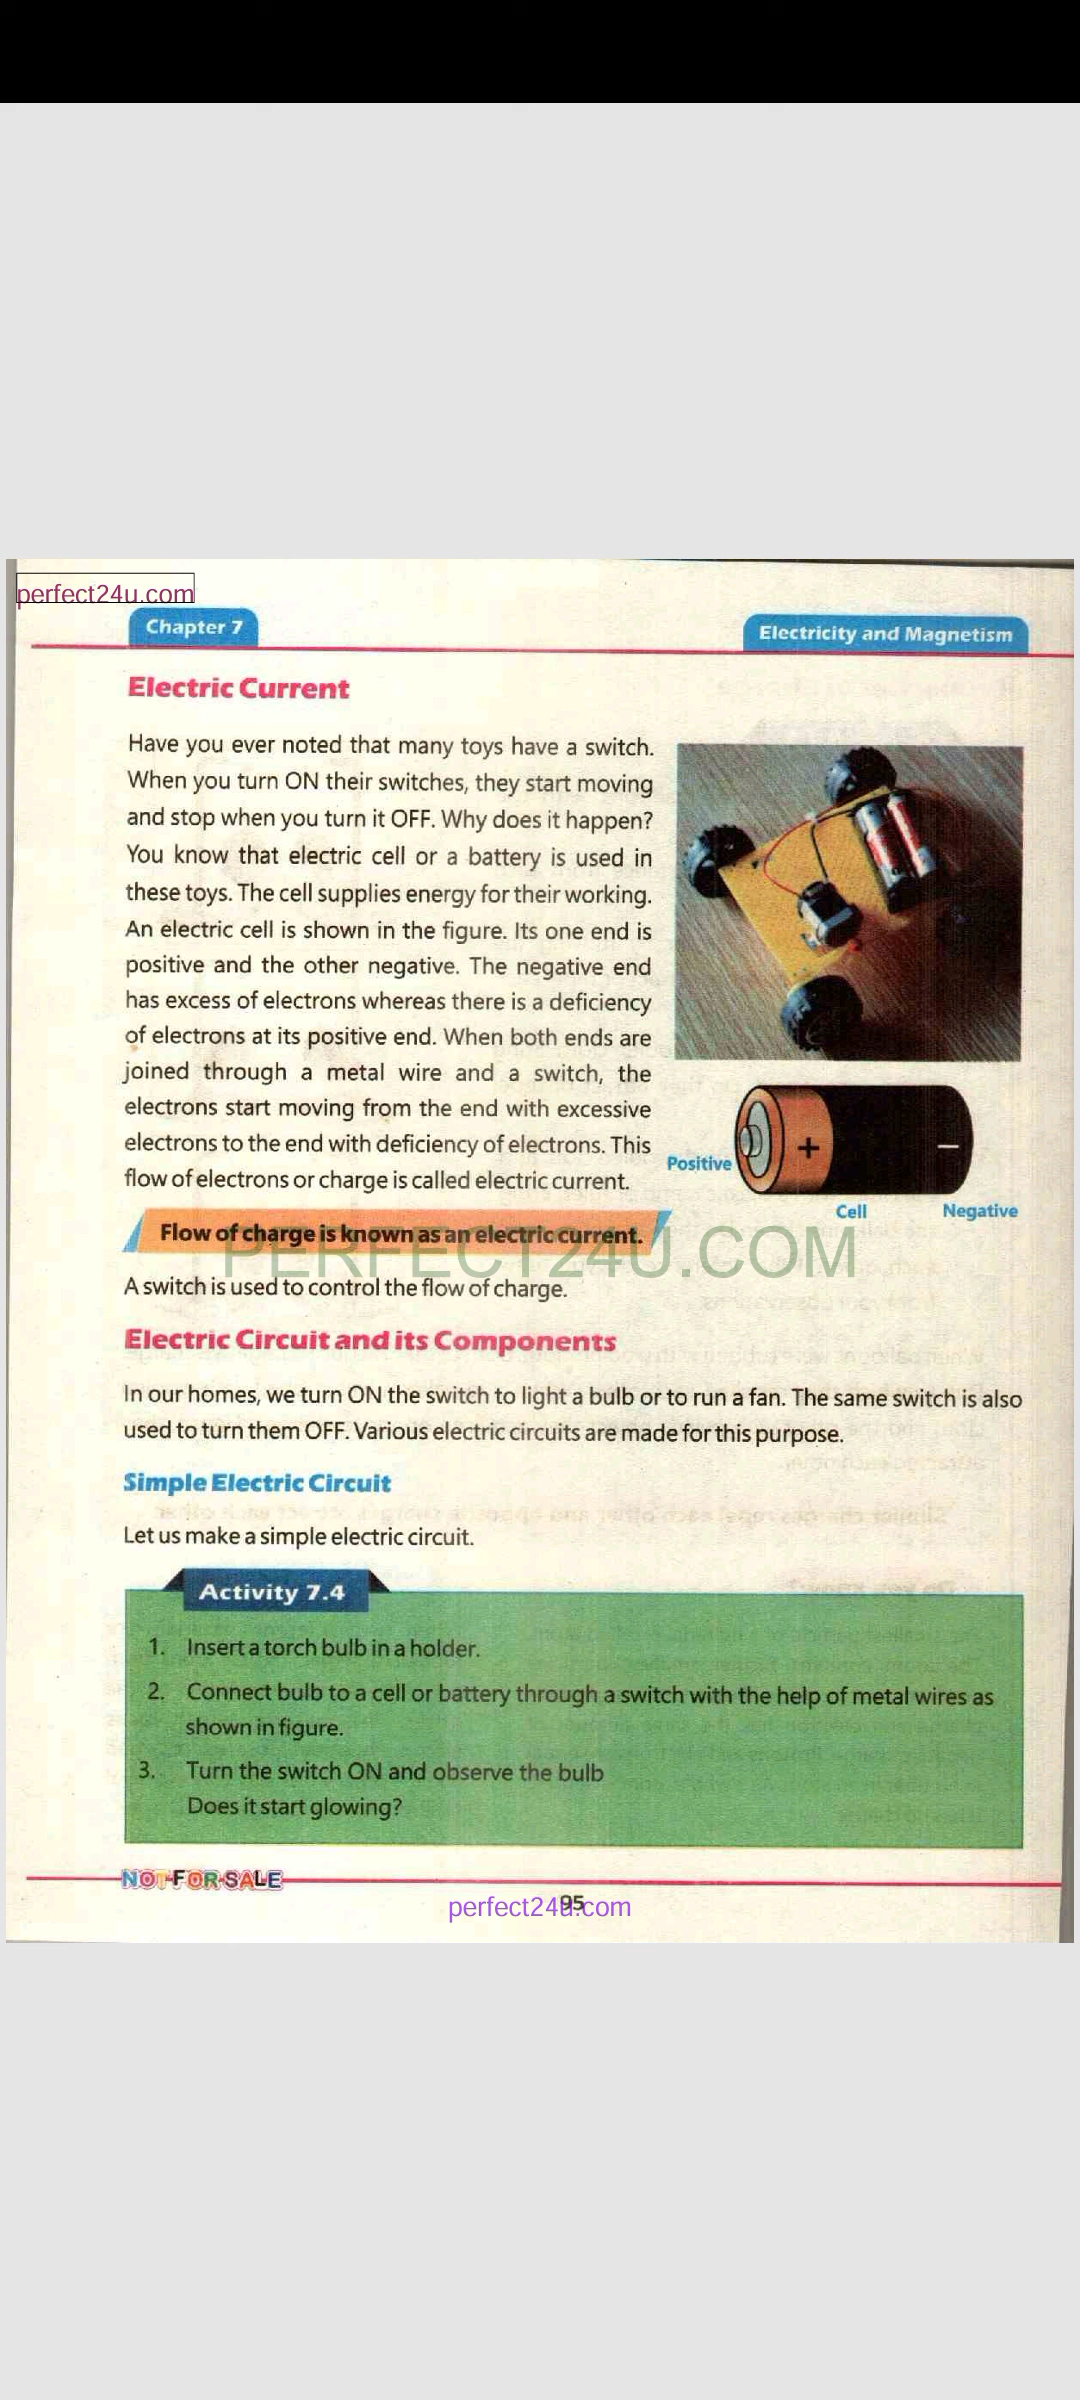 perfect24u.com
Chapter 7
Electricity and Magnetism
Electric Current
Have you ever noted that many toys have a switch.
When you turn ON their switches, they start moving
and stop when you turn it OFF. Why does it happen?
You know that electric cell or a battery is used in
these toys. The cell supplies energy for their working.
An electric cell is shown in the figure. Its one end is
positive and the other negative. The negative end
has excess of electrons whereas there is a deficiency
of electrons at its positive end. When both ends are
joined through a metal wire and a switch, the
electrons start moving from the end with excessive
electrons to the end with deficiency of electrons. This
flow of electrons or charge is called electric current.
+
−
Positive
Cell
Negative
Flow of charge is known as an electric current.
PERFECT24U.COM
A switch is used to control the flow of charge.
Electric Circuit and its Components
In our homes, we turn ON the switch to light a bulb or to run a fan. The same switch is also
used to turn them OFF. Various electric circuits are made for this purpose.
Simple Electric Circuit
Let us make a simple electric circuit.
Activity 7.4
1. Insert a torch bulb in a holder.
2. Connect bulb to a cell or battery through a switch with the help of metal wires as
shown in figure.
3. Turn the switch ON and observe the bulb
Does it start glowing?
NOT FOR SALE
95
perfect24u.com